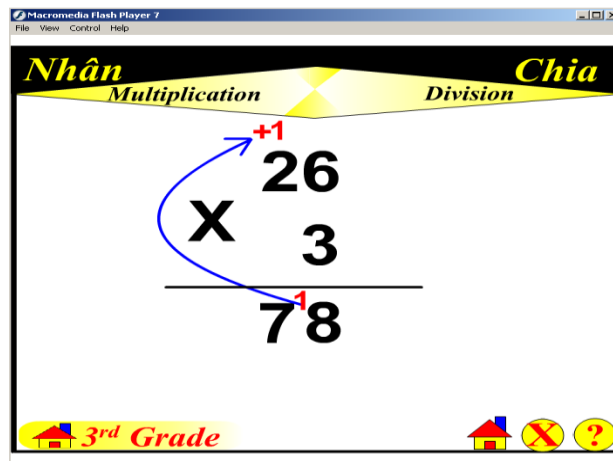 Macromedia Flash Player 7
File View Control Help
Nhân Chia
Multiplication Division
+1
26
X
3
1
78
3rd Grade
X ?